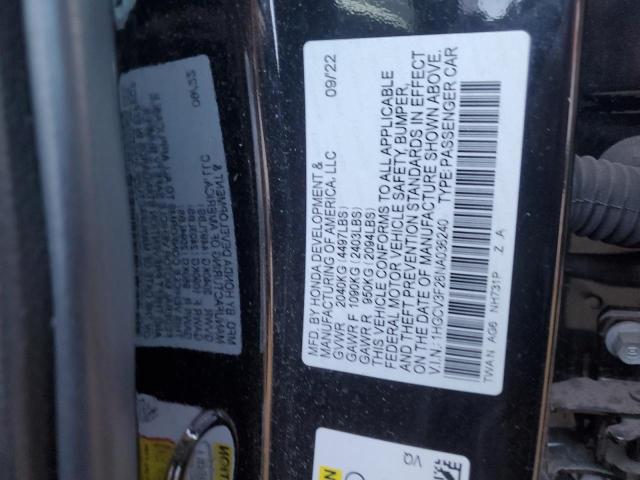 MFD. BY HONDA DEVELOPMENT & 09/22
MANUFACTURING OF AMERICA, LLC
GVWR 2040KG (4497LBS)
GAWR F 1090KG (2403LBS)
GAWR R 950KG (2094LBS)
THIS VEHICLE CONFORMS TO ALL APPLICABLE
FEDERAL MOTOR VEHICLE SAFETY, BUMPER,
AND THEFT PREVENTION STANDARDS IN EFFECT
ON THE DATE OF MANUFACTURE SHOWN ABOVE.
V.I.N.: 1HGCV3F26NA036240 TYPE:PASSENGER CAR
TWAN AG6 NH731P Z A